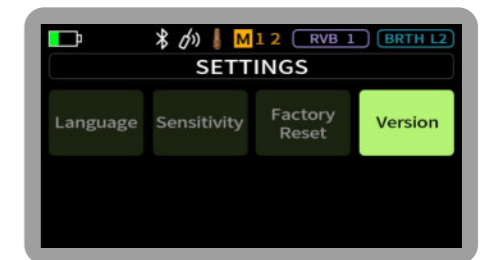 M 1 2 RVB 1 BRTH L2
SETTINGS
Language Sensitivity Factory Reset Version